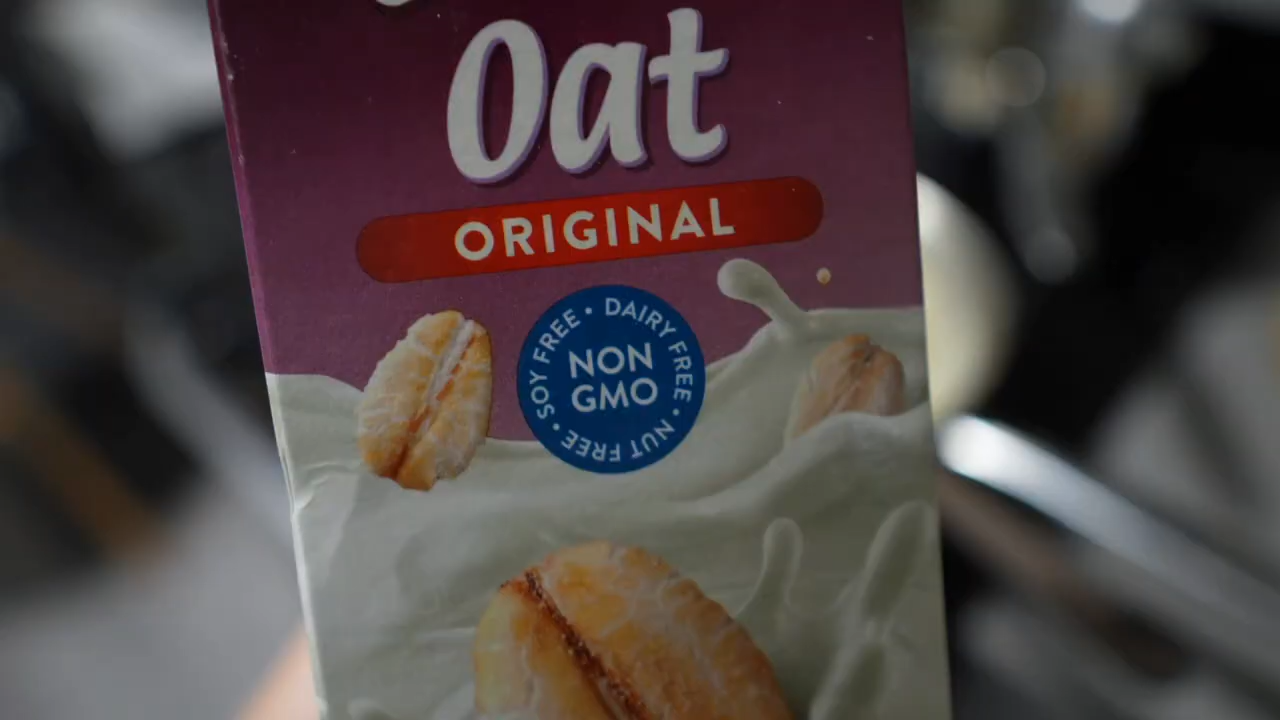 Oat
ORIGINAL
SOY FREE • DAIRY FREE • NUT FREE •
NON
GMO